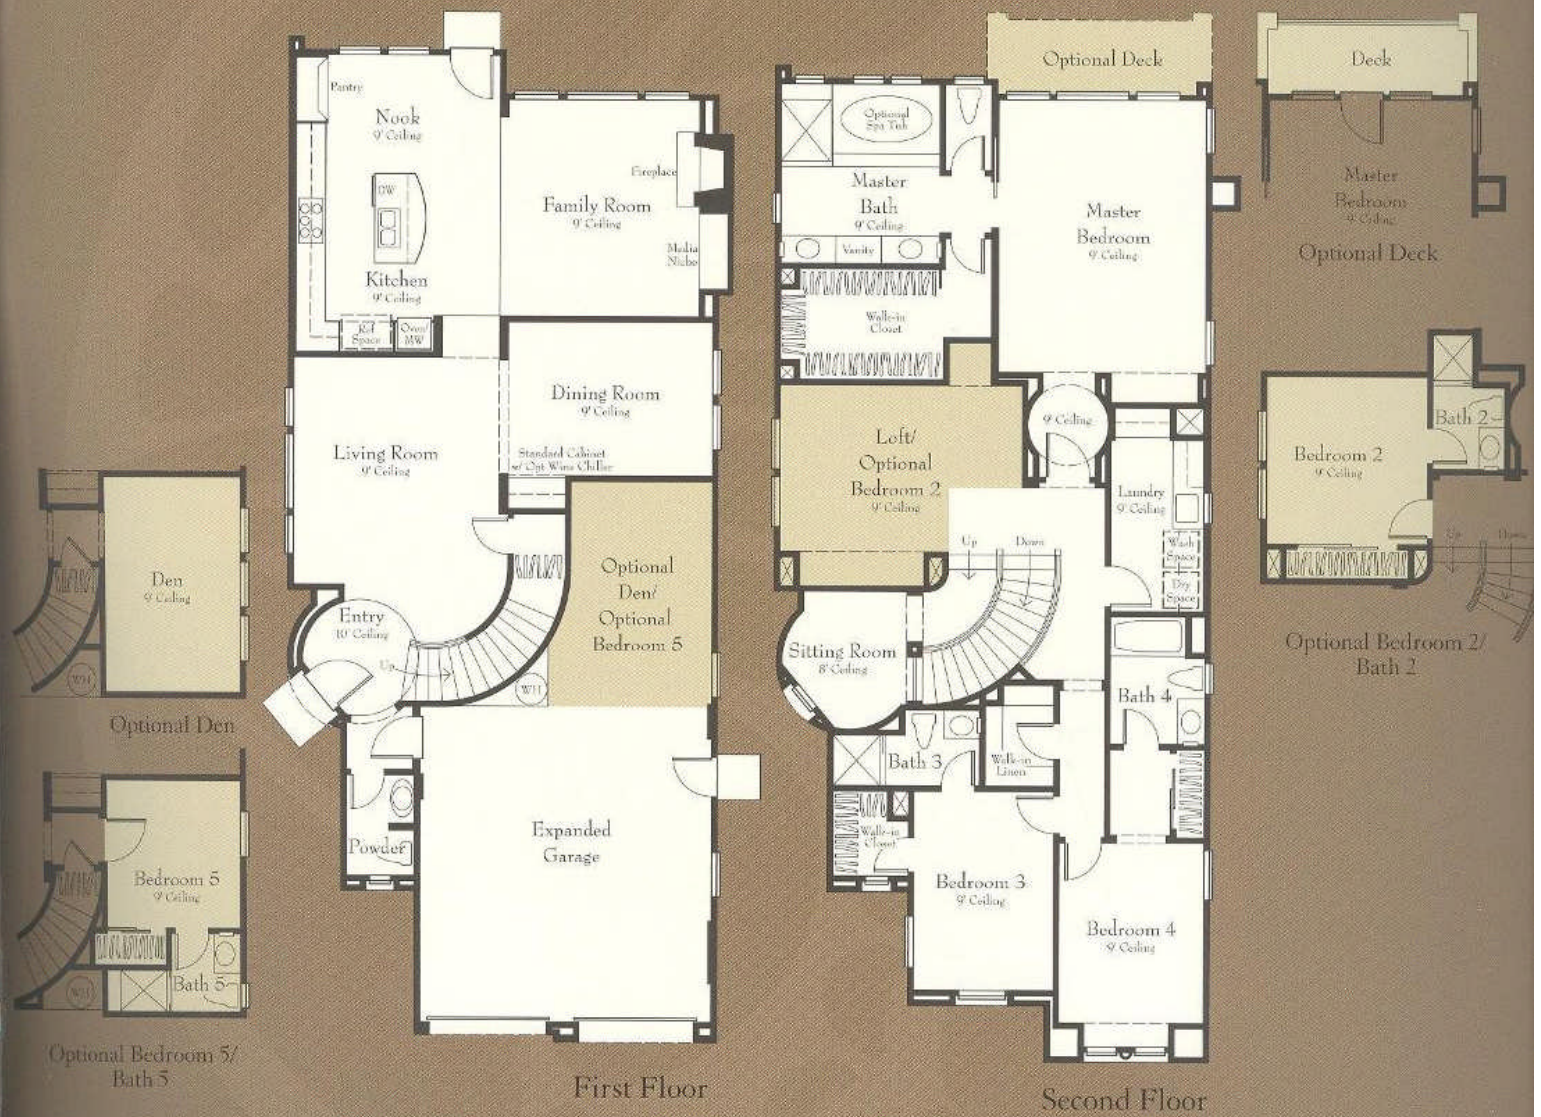 Pantry
Nook
9' Ceiling
DW
Kitchen
9' Ceiling
Ref
Space
Oven/
MW
Fireplace
Family Room
9' Ceiling
Media
Niche
Dining Room
9' Ceiling
Standard Cabinet
w/ Opt Wine Chiller
Living Room
9' Ceiling
Optional
Den/
Optional
Bedroom 5
Entry
10' Ceiling
Up
WH
Powder
Expanded
Garage
First Floor
Den
9' Ceiling
WH
Optional Den
Bedroom 5
9' Ceiling
WH
Bath 5
Optional Bedroom 5/
Bath 5
Optional Deck
Optional
Spa Tub
Master
Bath
9' Ceiling
Vanity
Master
Bedroom
9' Ceiling
Walk-in
Closet
9' Ceiling
Loft/
Optional
Bedroom 2
9' Ceiling
Laundry
9' Ceiling
Wash
Space
Dry
Space
Up
Down
Sitting Room
8' Ceiling
Bath 4
Bath 3
Walk-in
Linen
Walk-in
Closet
Bedroom 3
9' Ceiling
Bedroom 4
9' Ceiling
Second Floor
Deck
Master
Bedroom
9' Ceiling
Optional Deck
Bath 2
Bedroom 2
9' Ceiling
Up
Down
Optional Bedroom 2/
Bath 2